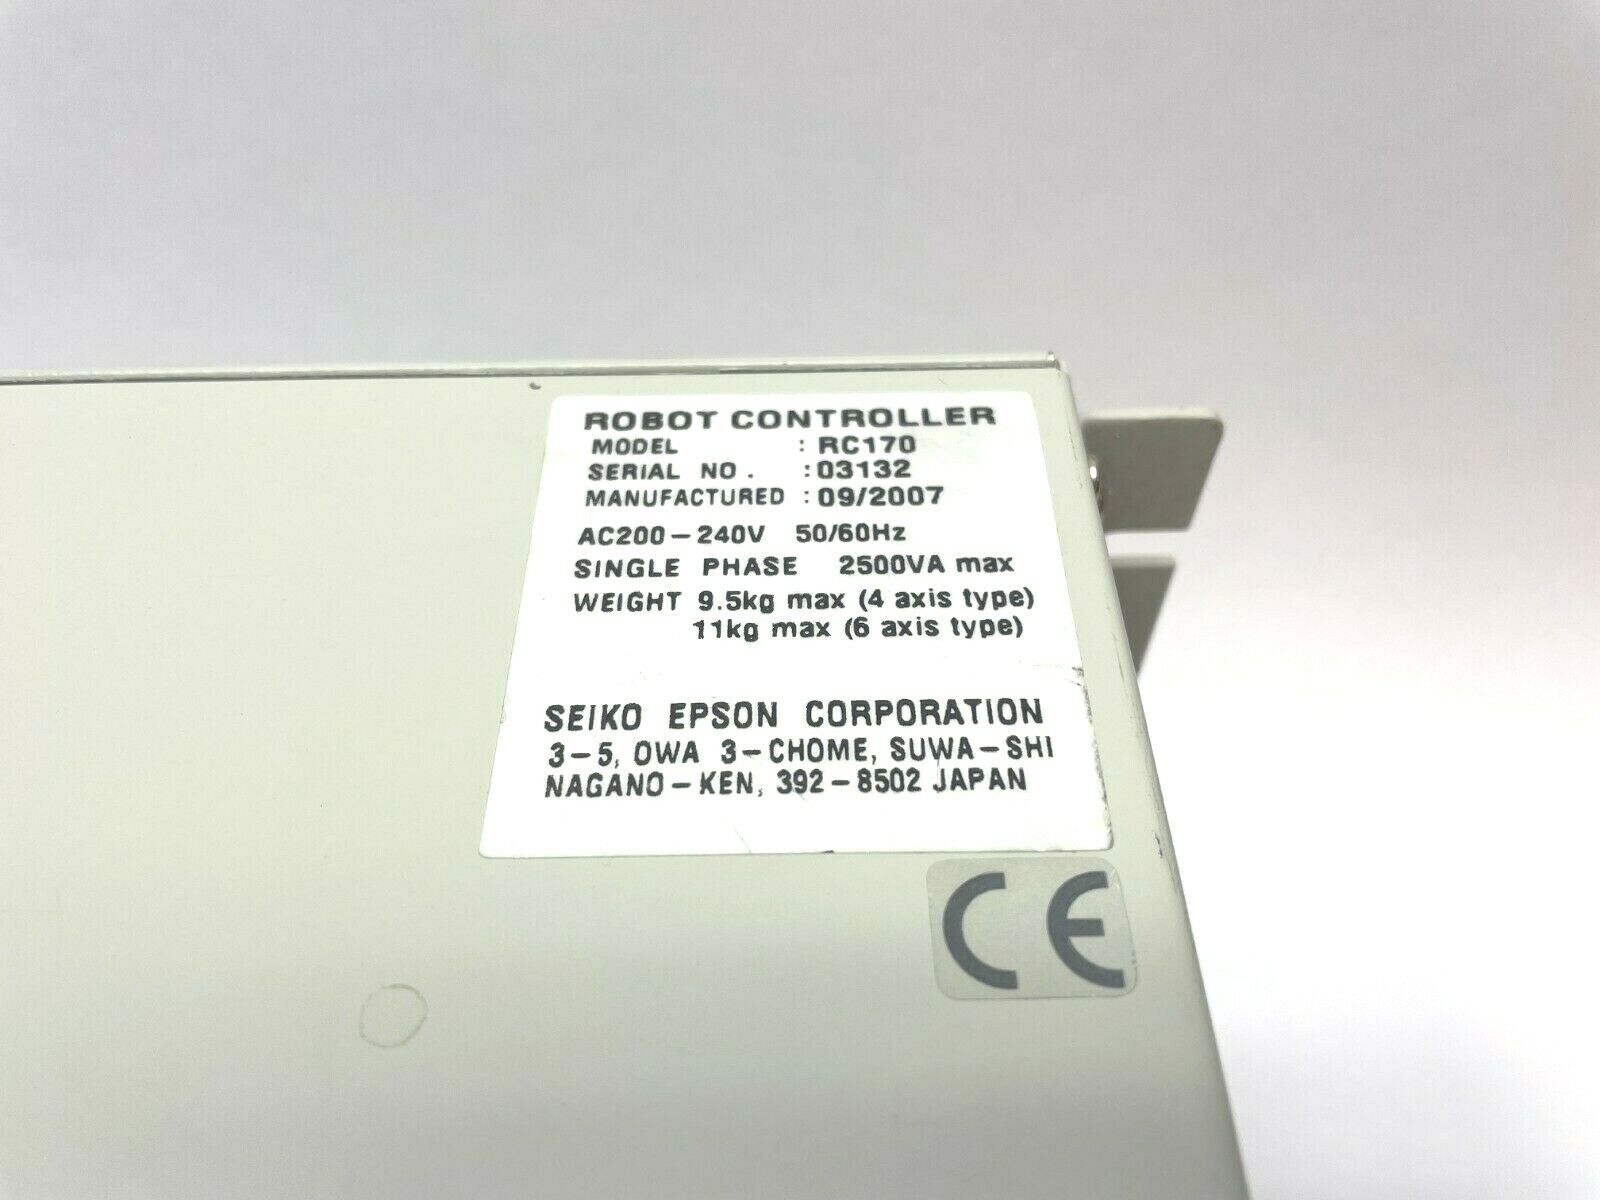 ROBOT CONTROLLER
MODEL : RC170
SERIAL NO. : 03132
MANUFACTURED : 09/2007
AC200-240V 50/60Hz
SINGLE PHASE 2500VA max
WEIGHT 9.5kg max (4 axis type)
11kg max (6 axis type)
SEIKO EPSON CORPORATION
3-5, OWA 3-CHOME, SUWA-SHI
NAGANO-KEN, 392-8502 JAPAN
CE